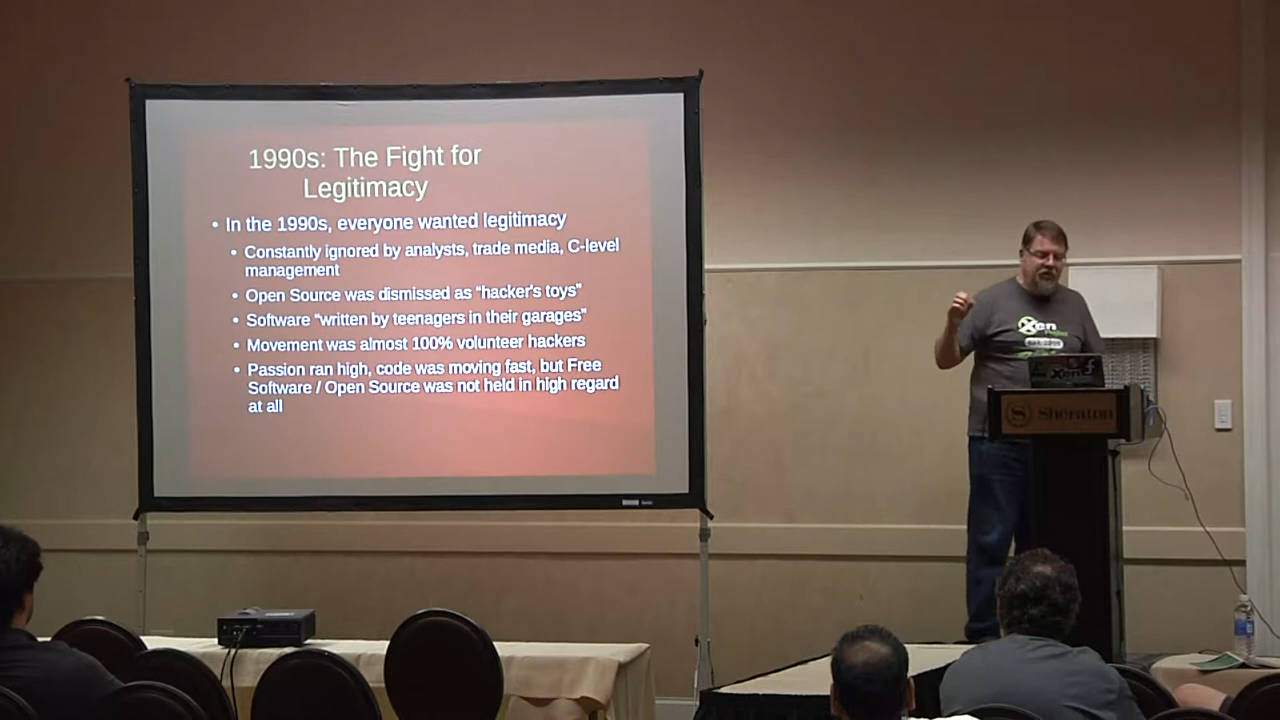 1990s: The Fight for
Legitimacy
• In the 1990s, everyone wanted legitimacy
• Constantly ignored by analysts, trade media, C-level
management
• Open Source was dismissed as “hacker's toys”
• Software “written by teenagers in their garages”
• Movement was almost 100% volunteer hackers
• Passion ran high, code was moving fast, but Free
Software / Open Source was not held in high regard
at all
Xen
Xen
Sheraton